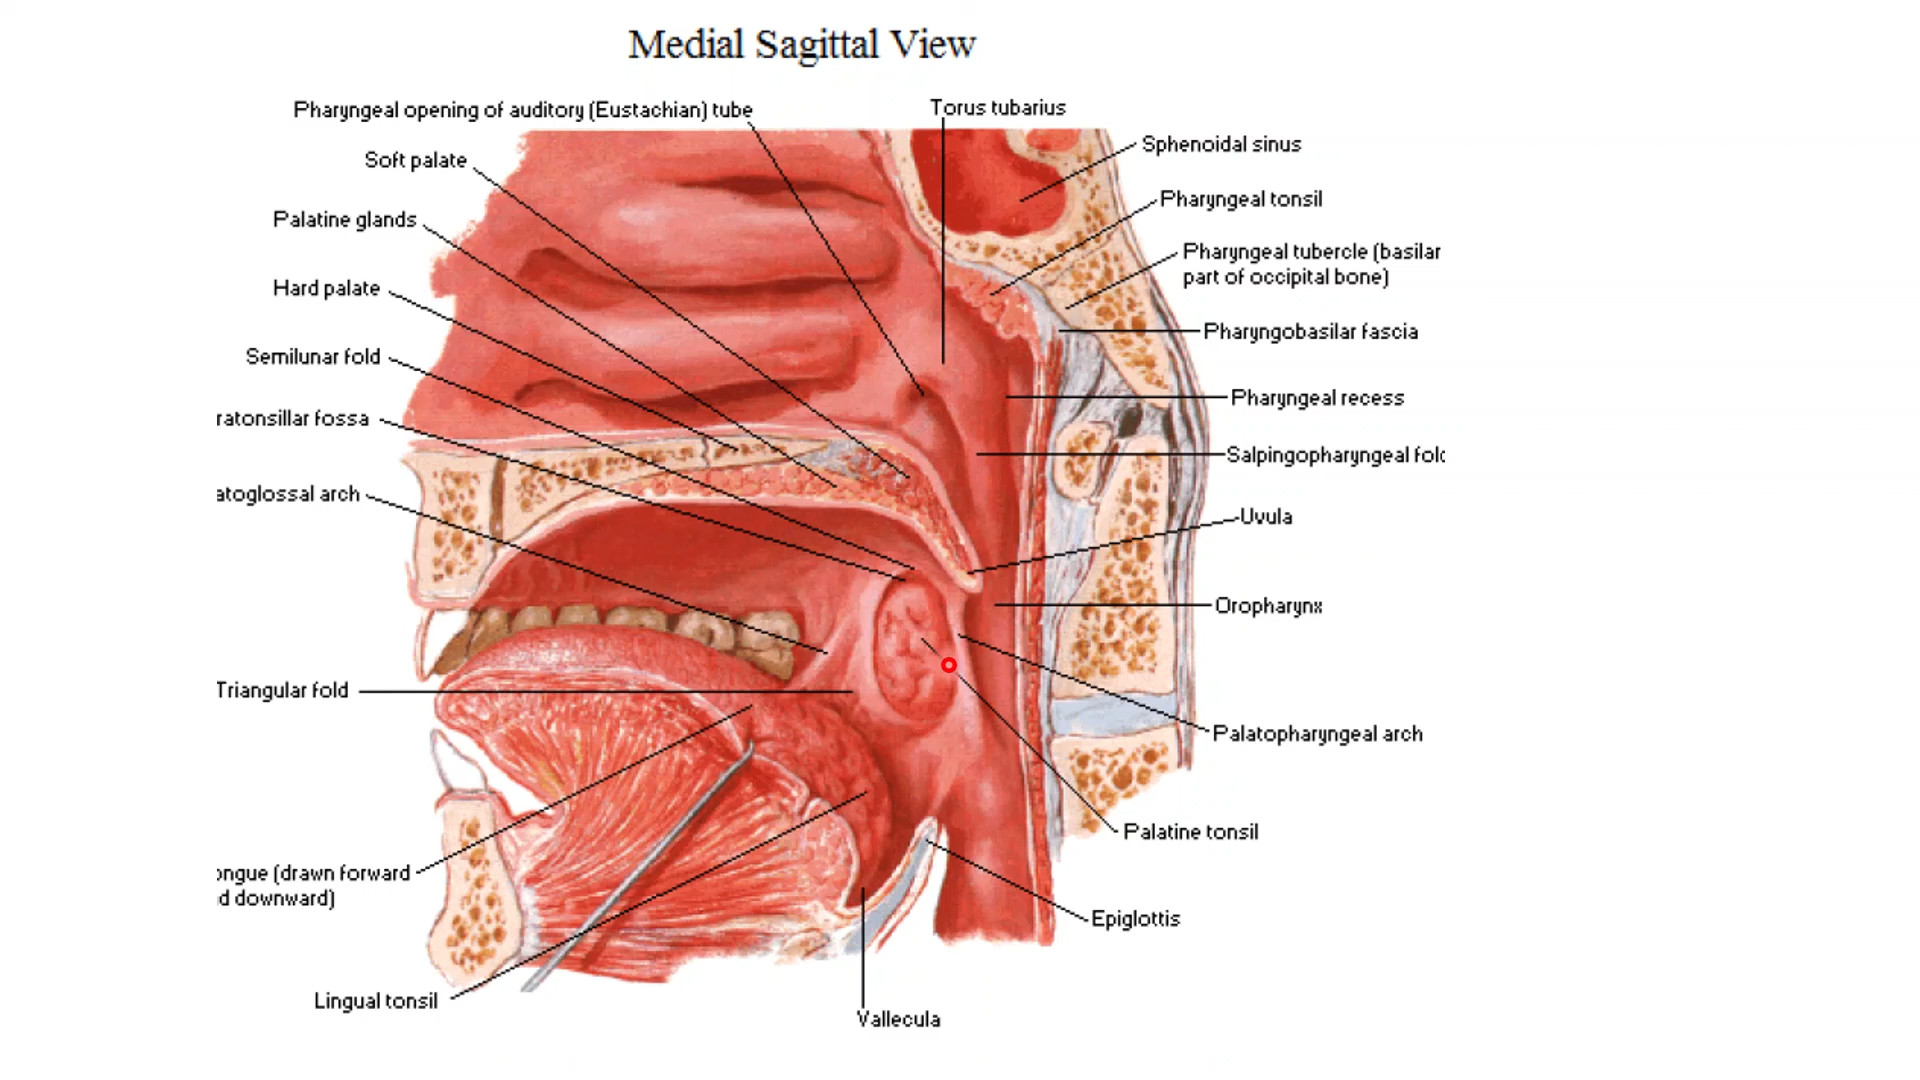 Medial Sagittal View
Pharyngeal opening of auditory (Eustachian) tube
Soft palate
Palatine glands
Hard palate
Semilunar fold
ratonsillar fossa
atoglossal arch
Triangular fold
ongue (drawn forward
d downward)
Lingual tonsil
Torus tubarius
Sphenoidal sinus
Pharyngeal tonsil
Pharyngeal tubercle (basilar
part of occipital bone)
Pharyngobasilar fascia
Pharyngeal recess
Salpingopharyngeal fol
Uvula
Oropharynx
Palatopharyngeal arch
Palatine tonsil
Epiglottis
Vallecula